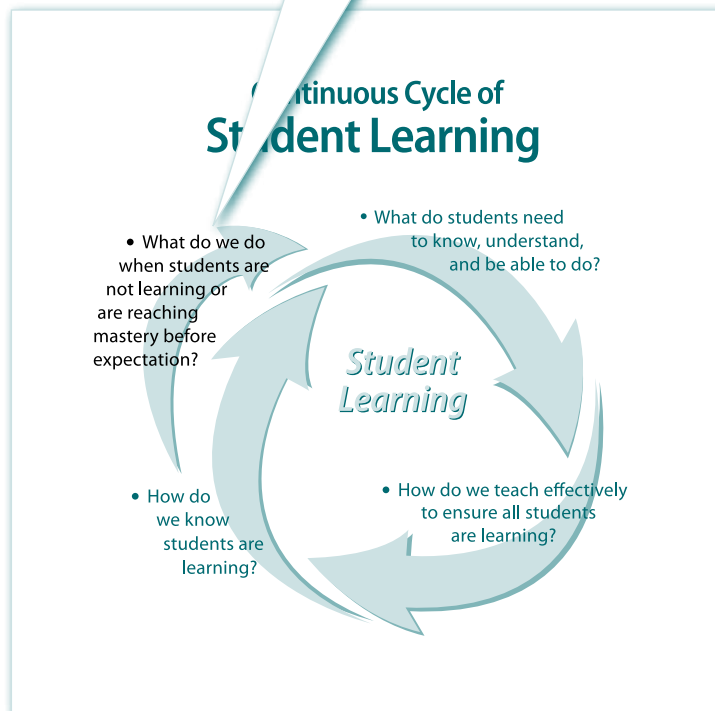 Continuous Cycle of
Student Learning
• What do students need
to know, understand,
and be able to do?
• What do we do
when students are
not learning or
are reaching
mastery before
expectation?
Student
Learning
• How do we teach effectively
to ensure all students
are learning?
• How do
we know
students are
learning?